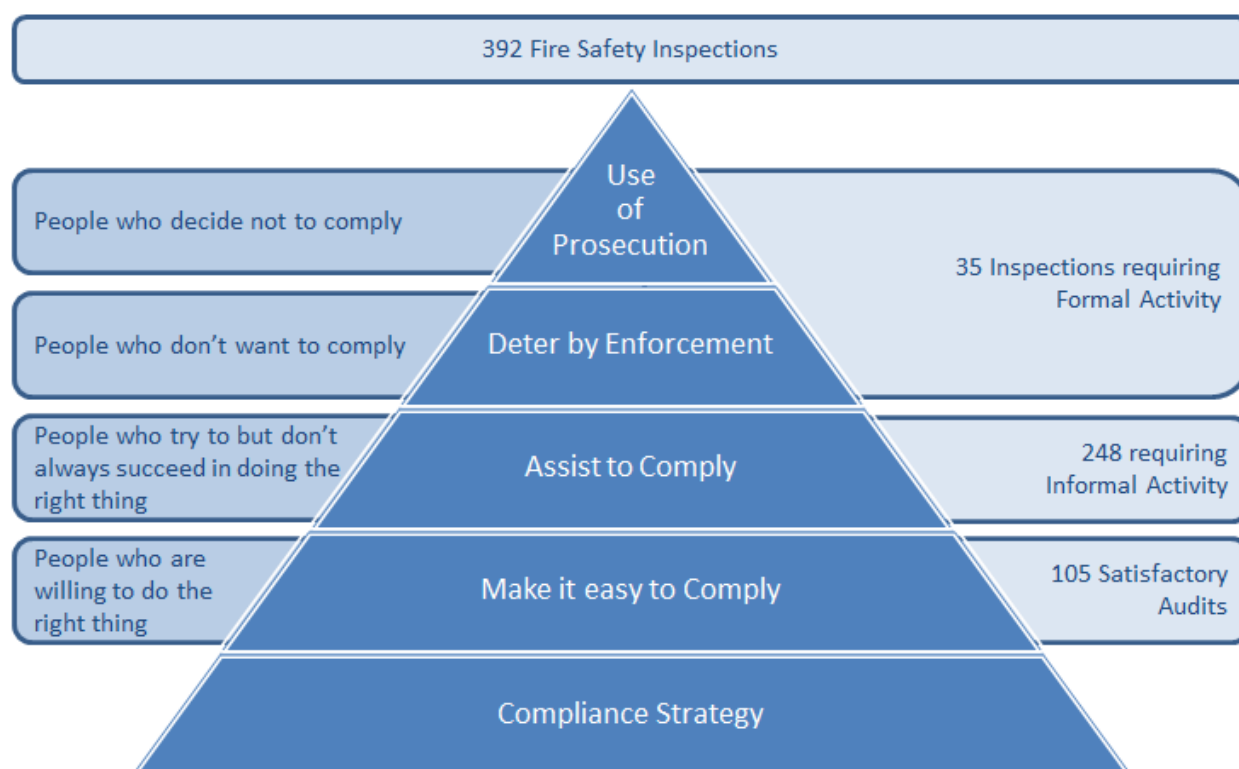 392 Fire Safety Inspections
Use
of
Prosecution
People who decide not to comply
35 Inspections requiring
Formal Activity
People who don’t want to comply
Deter by Enforcement
People who try to but don’t
always succeed in doing the
right thing
Assist to Comply
248 requiring
Informal Activity
People who are
willing to do the
right thing
Make it easy to Comply
105 Satisfactory
Audits
Compliance Strategy